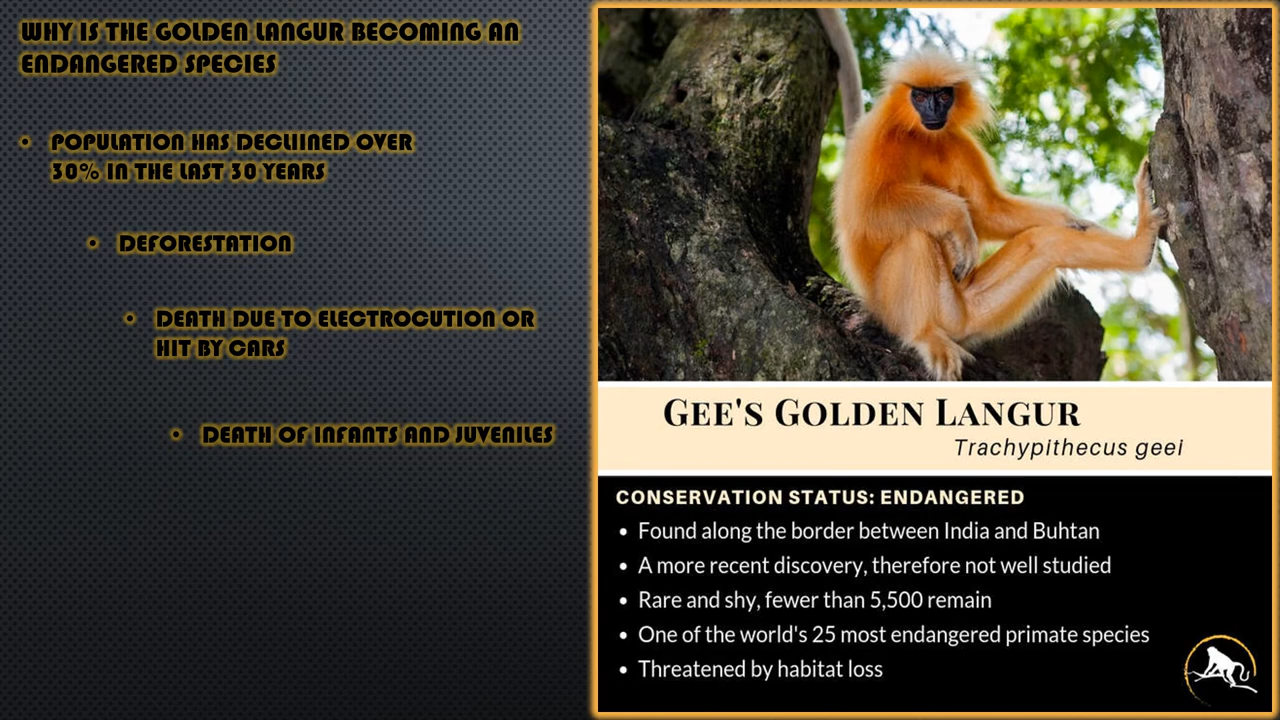 WHY IS THE GOLDEN LANGUR BECOMING AN
ENDANGERED SPECIES
• POPULATION HAS DECLIINED OVER
30% IN THE LAST 30 YEARS
• DEFORESTATION
• DEATH DUE TO ELECTROCUTION OR
HIT BY CARS
• DEATH OF INFANTS AND JUVENILES
GEE'S GOLDEN LANGUR
Trachypithecus geei
CONSERVATION STATUS: ENDANGERED
• Found along the border between India and Buhtan
• A more recent discovery, therefore not well studied
• Rare and shy, fewer than 5,500 remain
• One of the world's 25 most endangered primate species
• Threatened by habitat loss